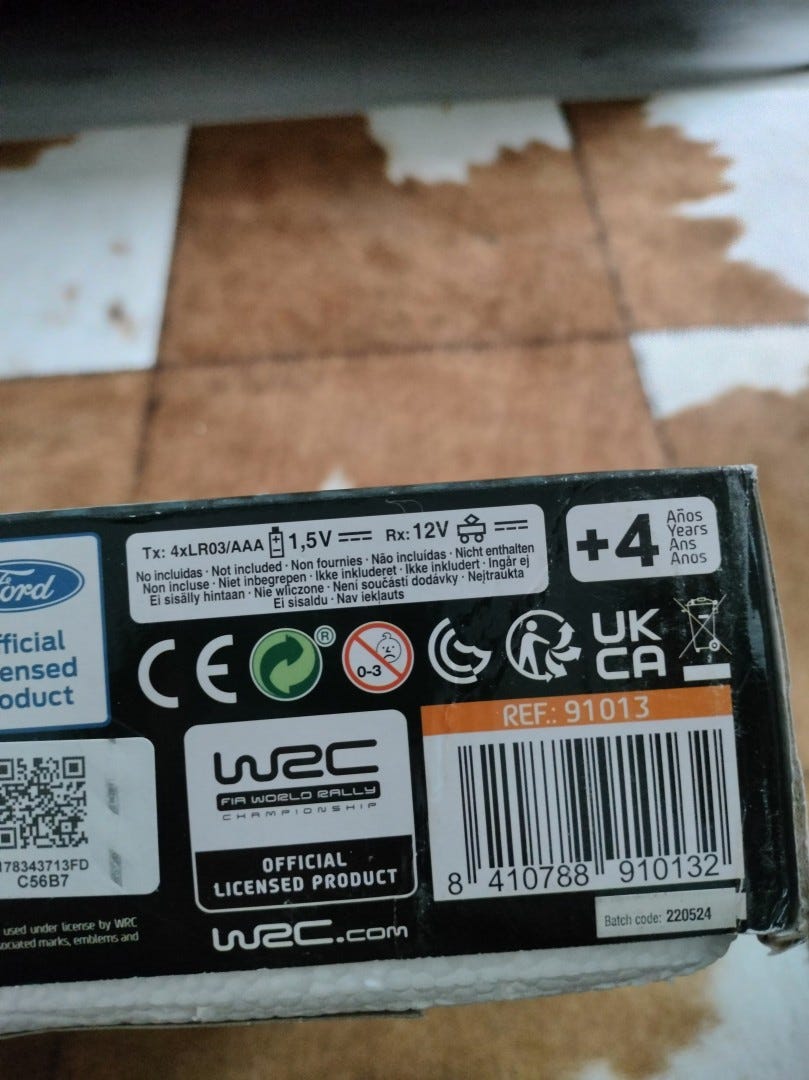 Tx: 4xLR03/AAA 1,5V Rx: 12V
No incluidas · Not included · Non fournies · Não incluídas · Nicht enthalten
Non incluse · Niet inbegrepen · Ikke inkluderet · Ikke inkludert · Ingår ej
Ei sisälly hintaan · Nie wliczone · Není součástí dodávky · Neįtraukta
Ei sisaldu · Nav iekļauts
+4
Años
Years
Ans
Anos
Ford
fficial
ensed
oduct
CE
®
0-3
UK
CA
REF.: 91013
8 410788 910132
Batch code: 220524
WRC
FIA WORLD RALLY
CHAMPIONSHIP
OFFICIAL
LICENSED PRODUCT
WRC.com
178343713FD
C56B7
used under license by WRC
ociated marks, emblems and